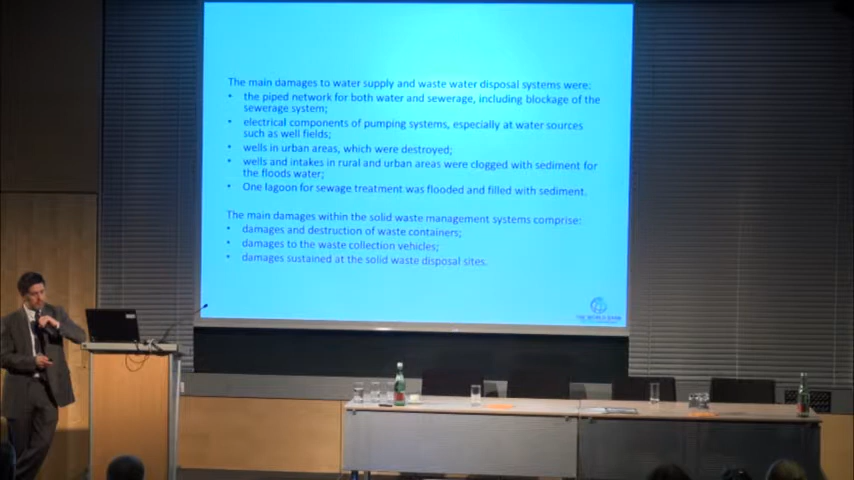 The main damages to water supply and waste water disposal systems were:
• the piped network for both water and sewerage, including blockage of the
sewerage system;
• electrical components of pumping systems, especially at water sources
such as well fields;
• wells in urban areas, which were destroyed;
• wells and intakes in rural and urban areas were clogged with sediment for
the floods water;
• One lagoon for sewage treatment was flooded and filled with sediment.
The main damages within the solid waste management systems comprise:
• damages and destruction of waste containers;
• damages to the waste collection vehicles;
• damages sustained at the solid waste disposal sites.
THE WORLD BANK